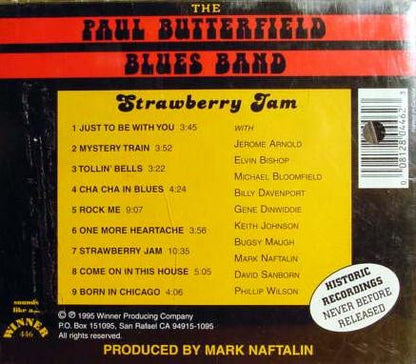 THE
PAUL BUTTERFIELD
BLUES BAND
Strawberry Jam
1 JUST TO BE WITH YOU 3:45
2 MYSTERY TRAIN 3:52
3 TOLLIN' BELLS 3:22
4 CHA CHA IN BLUES 4:24
5 ROCK ME 9:07
6 ONE MORE HEARTACHE 3:56
7 STRAWBERRY JAM 10:35
8 COME ON IN THIS HOUSE 5:05
9 BORN IN CHICAGO 3:56
WITH
JEROME ARNOLD
ELVIN BISHOP
MICHAEL BLOOMFIELD
BILLY DAVENPORT
GENE DINWIDDIE
KEITH JOHNSON
BUGSY MAUGH
MARK NAFTALIN
DAVID SANBORN
PHILLIP WILSON
HISTORIC
RECORDINGS
NEVER BEFORE
RELEASED
sounds
like a...
WINNER
446
© ℗ 1995 Winner Producing Company
P.O. Box 151095, San Rafael CA 94915-1095
All rights reserved.
PRODUCED BY MARK NAFTALIN